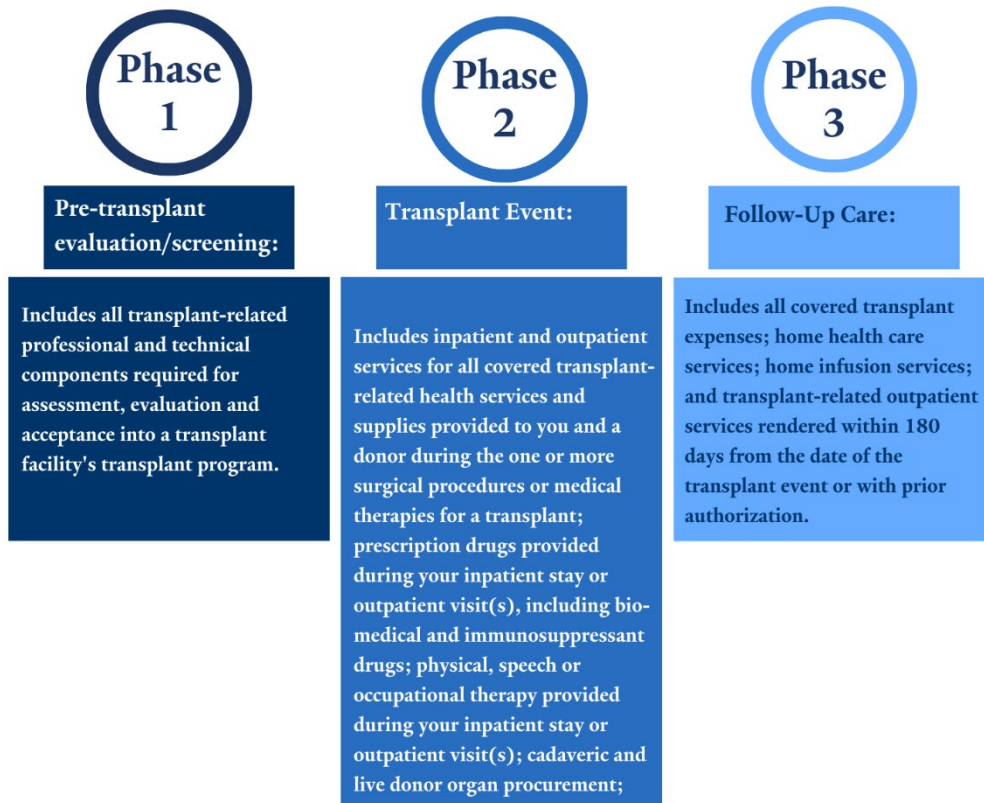 Phase
1
Pre-transplant
evaluation/screening:
Includes all transplant-related
professional and technical
components required for
assessment, evaluation and
acceptance into a transplant
facility's transplant program.
Phase
2
Transplant Event:
Includes inpatient and outpatient
services for all covered transplant-
related health services and
supplies provided to you and a
donor during the one or more
surgical procedures or medical
therapies for a transplant;
prescription drugs provided
during your inpatient stay or
outpatient visit(s), including bio-
medical and immunosuppressant
drugs; physical, speech or
occupational therapy provided
during your inpatient stay or
outpatient visit(s); cadaveric and
live donor organ procurement;
Phase
3
Follow-Up Care:
Includes all covered transplant
expenses; home health care
services; home infusion services;
and transplant-related outpatient
services rendered within 180
days from the date of the
transplant event or with prior
authorization.